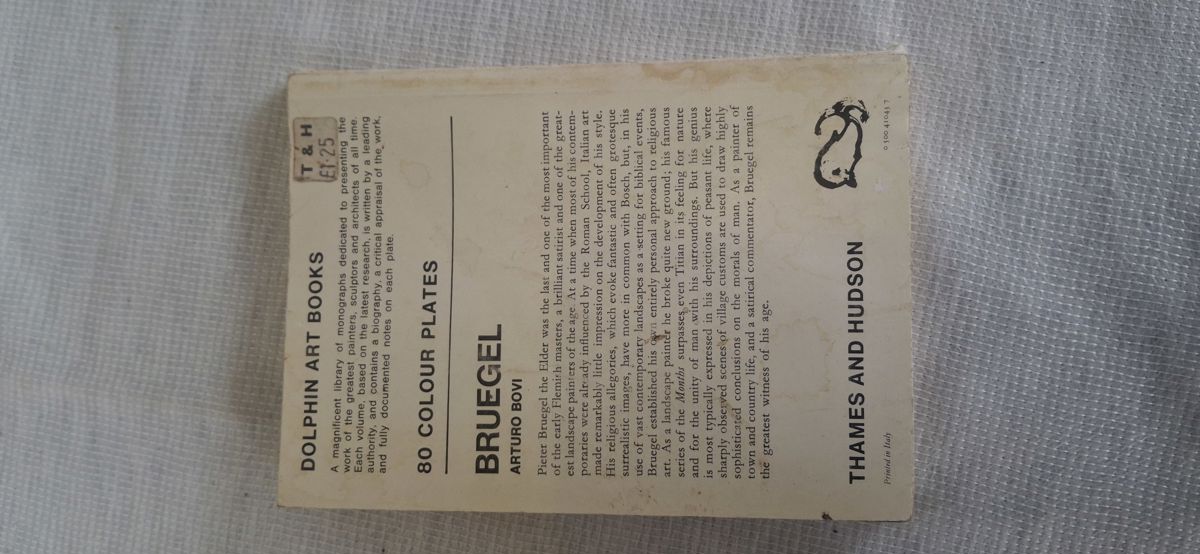 T & H
£1·25
DOLPHIN ART BOOKS
A magnificent library of monographs dedicated to presenting the
work of the greatest painters, sculptors and architects of all time.
Each volume, based on the latest research, is written by a leading
authority, and contains a biography, a critical appraisal of the work,
and fully documented notes on each plate.
80 COLOUR PLATES
BRUEGEL
ARTURO BOVI
Pieter Bruegel the Elder was the last and one of the most important
of the early Flemish masters, a brilliant satirist and one of the great-
est landscape painters of the age. At a time when most of his contem-
poraries were already influenced by the Roman School, Italian art
made remarkably little impression on the development of his style.
His religious allegories, which evoke fantastic and often grotesque
surrealistic images, have more in common with Bosch, but, in his
use of vast contemporary landscapes as a setting for biblical events,
Bruegel established his own entirely personal approach to religious
art. As a landscape painter he broke quite new ground; his famous
series of the Months surpasses even Titian in its feeling for nature
and for the unity of man with his surroundings. But his genius
is most typically expressed in his depictions of peasant life, where
sharply observed scenes of village customs are used to draw highly
sophisticated conclusions on the morals of man. As a painter of
town and country life, and a satirical commentator, Bruegel remains
the greatest witness of his age.
THAMES AND HUDSON
Printed in Italy
0 500 41043 7